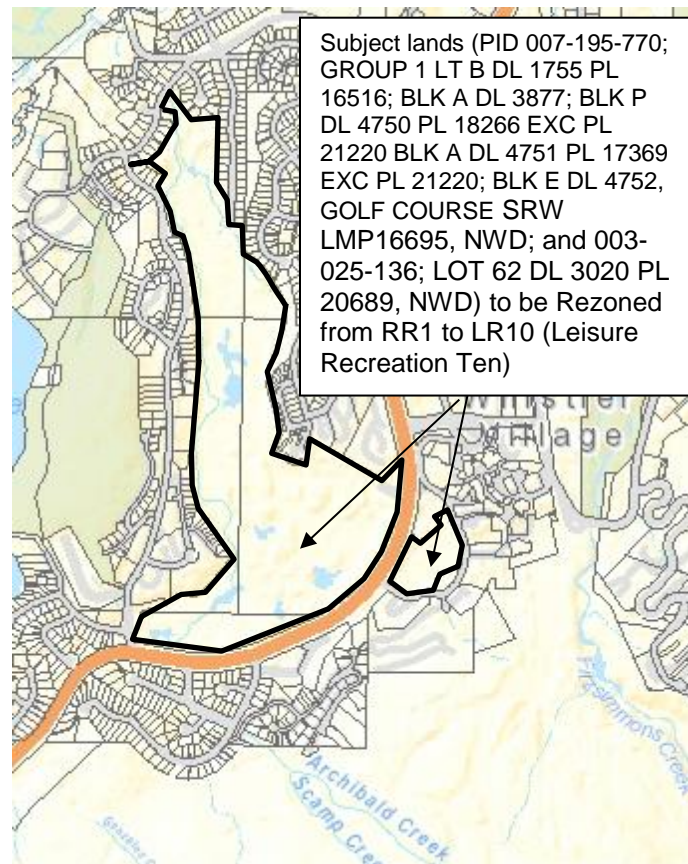 Subject lands (PID 007-195-770;
GROUP 1 LT B DL 1755 PL
16516; BLK A DL 3877; BLK P
DL 4750 PL 18266 EXC PL
21220 BLK A DL 4751 PL 17369
EXC PL 21220; BLK E DL 4752,
GOLF COURSE SRW
LMP16695, NWD; and 003-
025-136; LOT 62 DL 3020 PL
20689, NWD) to be Rezoned
from RR1 to LR10 (Leisure
Recreation Ten)
Whistler
Village
Fitzsimmons Creek
Archibald Creek
Scamp Creek